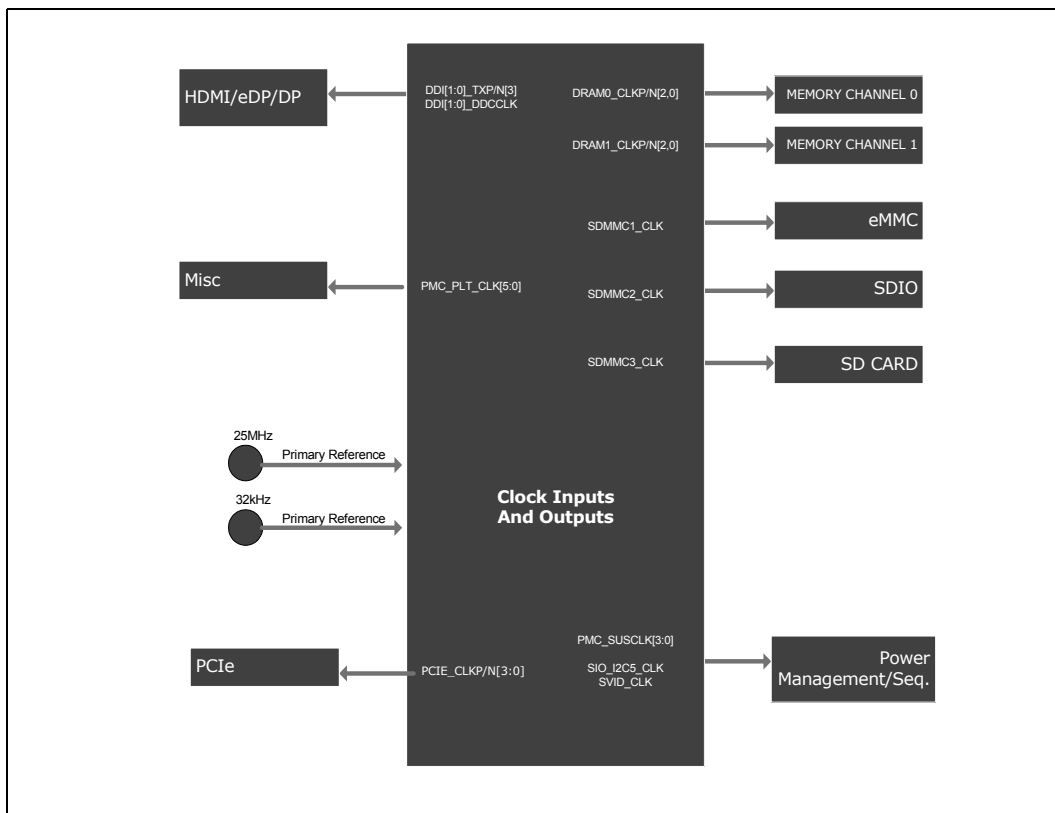 HDMI/eDP/DP
DDI[1:0]_TXP/N[3]
DDI[1:0]_DDCCLK
DRAM0_CLKP/N[2,0]
MEMORY CHANNEL 0
DRAM1_CLKP/N[2,0]
MEMORY CHANNEL 1
SDMMC1_CLK
eMMC
Misc
PMC_PLT_CLK[5:0]
SDMMC2_CLK
SDIO
SDMMC3_CLK
SD CARD
25MHz
Primary Reference
32kHz
Primary Reference
Clock Inputs
And Outputs
PCIe
PCIE_CLKP/N[3:0]
PMC_SUSCLK[3:0]
SIO_I2C5_CLK
SVID_CLK
Power
Management/Seq.